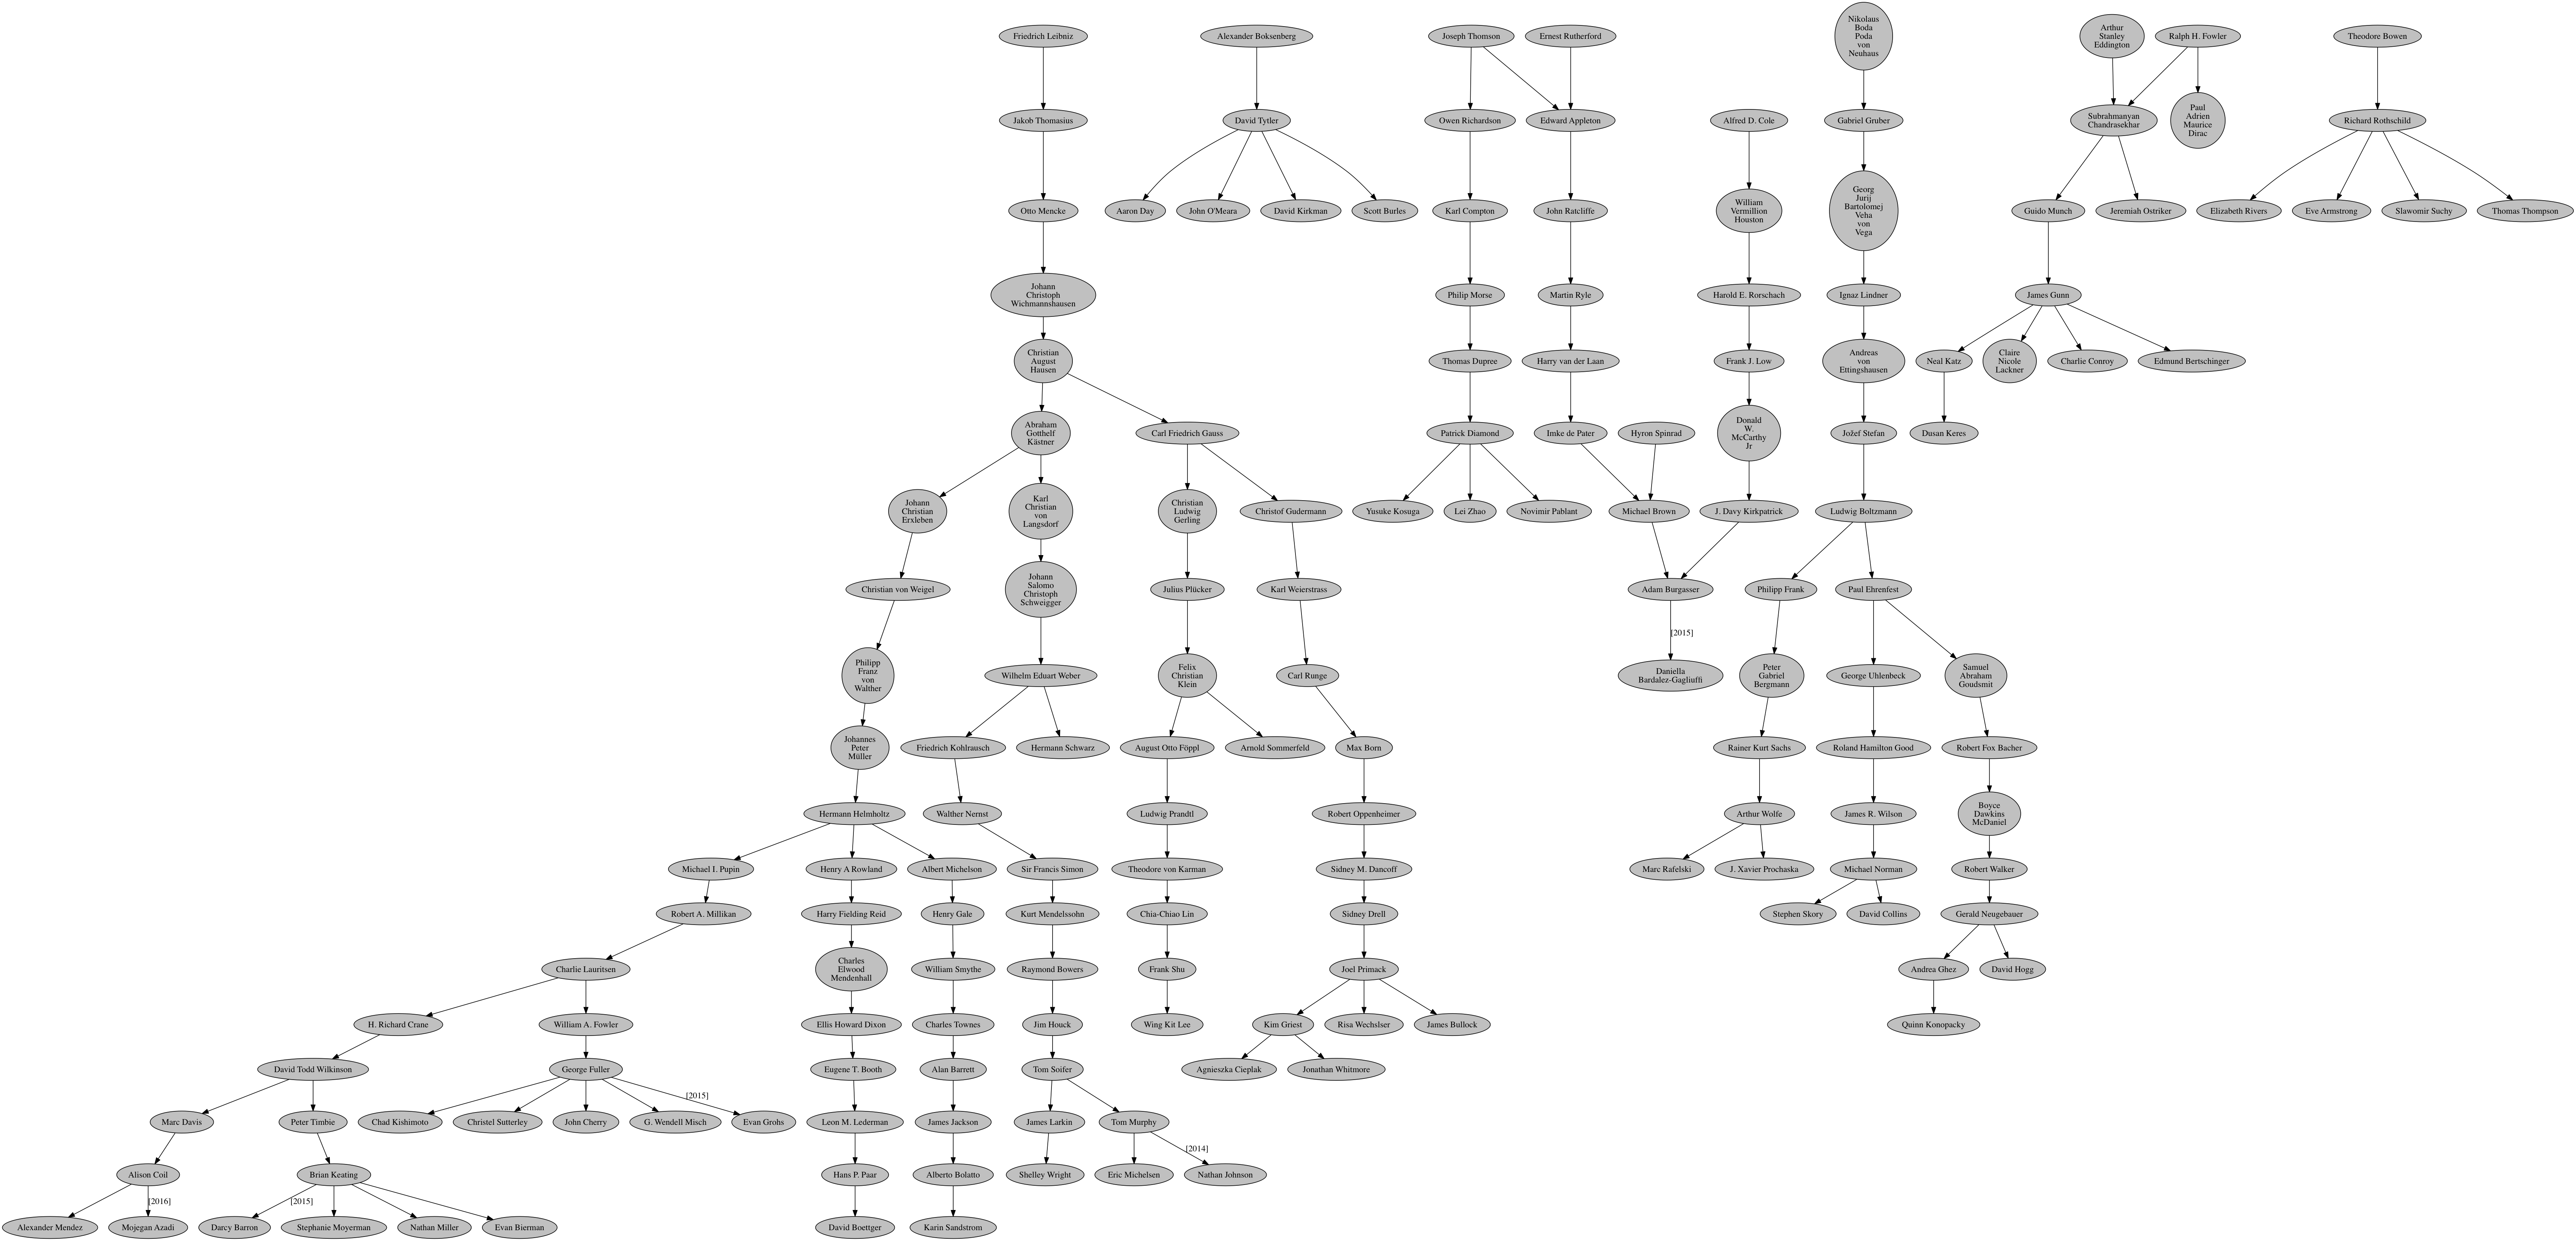 Friedrich Leibniz
Alexander Boksenberg
Joseph Thomson
Ernest Rutherford
Nikolaus
Boda
Poda
von
Neuhaus
Arthur
Stanley
Eddington
Ralph H. Fowler
Theodore Bowen
Jakob Thomasius
David Tytler
Owen Richardson
Edward Appleton
Alfred D. Cole
Gabriel Gruber
Subrahmanyan
Chandrasekhar
Paul
Adrien
Maurice
Dirac
Richard Rothschild
Otto Mencke
Aaron Day
John O'Meara
David Kirkman
Scott Burles
Karl Compton
John Ratcliffe
William
Vermillion
Houston
Georg
Jurij
Bartolomej
Veha
von
Vega
Guido Munch
Jeremiah Ostriker
Elizabeth Rivers
Eve Armstrong
Slawomir Suchy
Thomas Thompson
Johann
Christoph
Wichmannshausen
Philip Morse
Martin Ryle
Harold E. Rorschach
Ignaz Lindner
James Gunn
Christian
August
Hausen
Thomas Dupree
Harry van der Laan
Frank J. Low
Andreas
von
Ettingshausen
Neal Katz
Claire
Nicole
Lackner
Charlie Conroy
Edmund Bertschinger
Abraham
Gotthelf
Kästner
Carl Friedrich Gauss
Patrick Diamond
Imke de Pater
Hyron Spinrad
Donald
W.
McCarthy
Jr
Jožef Stefan
Dusan Keres
Johann
Christian
Erxleben
Karl
Christian
von
Langsdorf
Christian
Ludwig
Gerling
Christof Gudermann
Yusuke Kosuga
Lei Zhao
Novimir Pablant
Michael Brown
J. Davy Kirkpatrick
Ludwig Boltzmann
Christian von Weigel
Johann
Salomo
Christoph
Schweigger
Julius Plücker
Karl Weierstrass
Adam Burgasser
Philipp Frank
Paul Ehrenfest
[2015]
Philipp
Franz
von
Walther
Wilhelm Eduart Weber
Felix
Christian
Klein
Carl Runge
Daniella
Bardalez-Gagliuffi
Peter
Gabriel
Bergmann
George Uhlenbeck
Samuel
Abraham
Goudsmit
Johannes
Peter
Müller
Friedrich Kohlrausch
Hermann Schwarz
August Otto Föppl
Arnold Sommerfeld
Max Born
Rainer Kurt Sachs
Roland Hamilton Good
Robert Fox Bacher
Hermann Helmholtz
Walther Nernst
Ludwig Prandtl
Robert Oppenheimer
Arthur Wolfe
James R. Wilson
Boyce
Dawkins
McDaniel
Michael I. Pupin
Henry A Rowland
Albert Michelson
Sir Francis Simon
Theodore von Karman
Sidney M. Dancoff
Marc Rafelski
J. Xavier Prochaska
Michael Norman
Robert Walker
Robert A. Millikan
Harry Fielding Reid
Henry Gale
Kurt Mendelssohn
Chia-Chiao Lin
Sidney Drell
Stephen Skory
David Collins
Gerald Neugebauer
Charlie Lauritsen
Charles
Elwood
Mendenhall
William Smythe
Raymond Bowers
Frank Shu
Joel Primack
Andrea Ghez
David Hogg
H. Richard Crane
William A. Fowler
Ellis Howard Dixon
Charles Townes
Jim Houck
Wing Kit Lee
Kim Griest
Risa Wechslser
James Bullock
Quinn Konopacky
David Todd Wilkinson
George Fuller
Eugene T. Booth
Alan Barrett
Tom Soifer
Agnieszka Cieplak
Jonathan Whitmore
[2015]
Marc Davis
Peter Timbie
Chad Kishimoto
Christel Sutterley
John Cherry
G. Wendell Misch
Evan Grohs
Leon M. Lederman
James Jackson
James Larkin
Tom Murphy
[2014]
Alison Coil
Brian Keating
Hans P. Paar
Alberto Bolatto
Shelley Wright
Eric Michelsen
Nathan Johnson
[2016]
[2015]
Alexander Mendez
Mojegan Azadi
Darcy Barron
Stephanie Moyerman
Nathan Miller
Evan Bierman
David Boettger
Karin Sandstrom